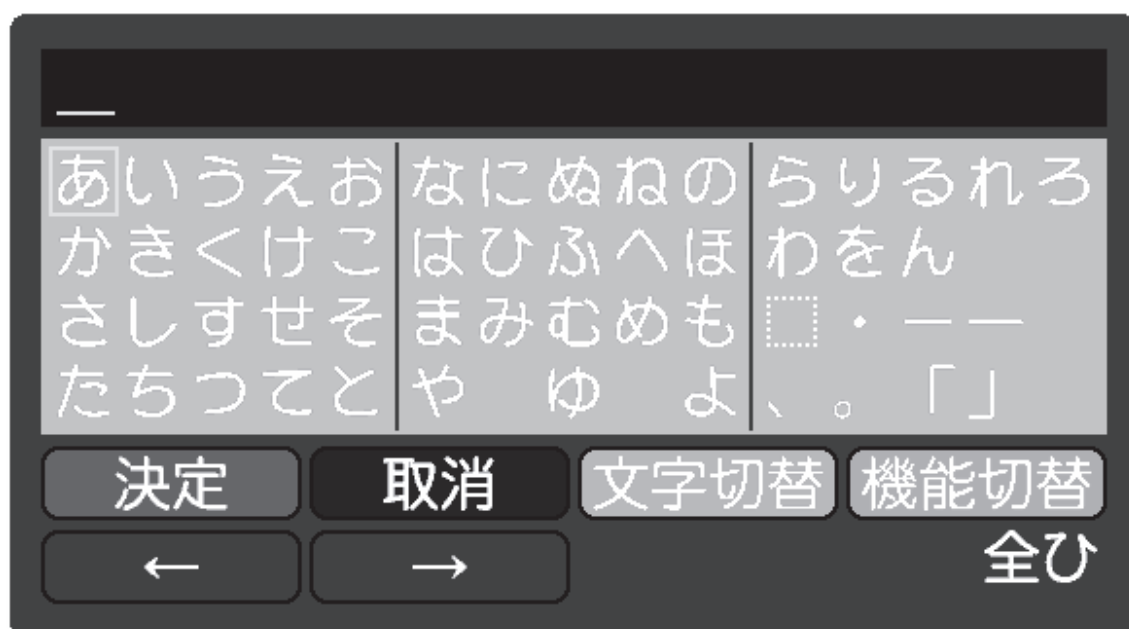 あいうえお なにぬねの らりるれろ
かきくけこ はひふへほ わをん
さしすせそ まみむめも ・ーー
たちつてと や ゆ よ 、。「」
決定 取消 文字切替 機能切替
← → 全ひ